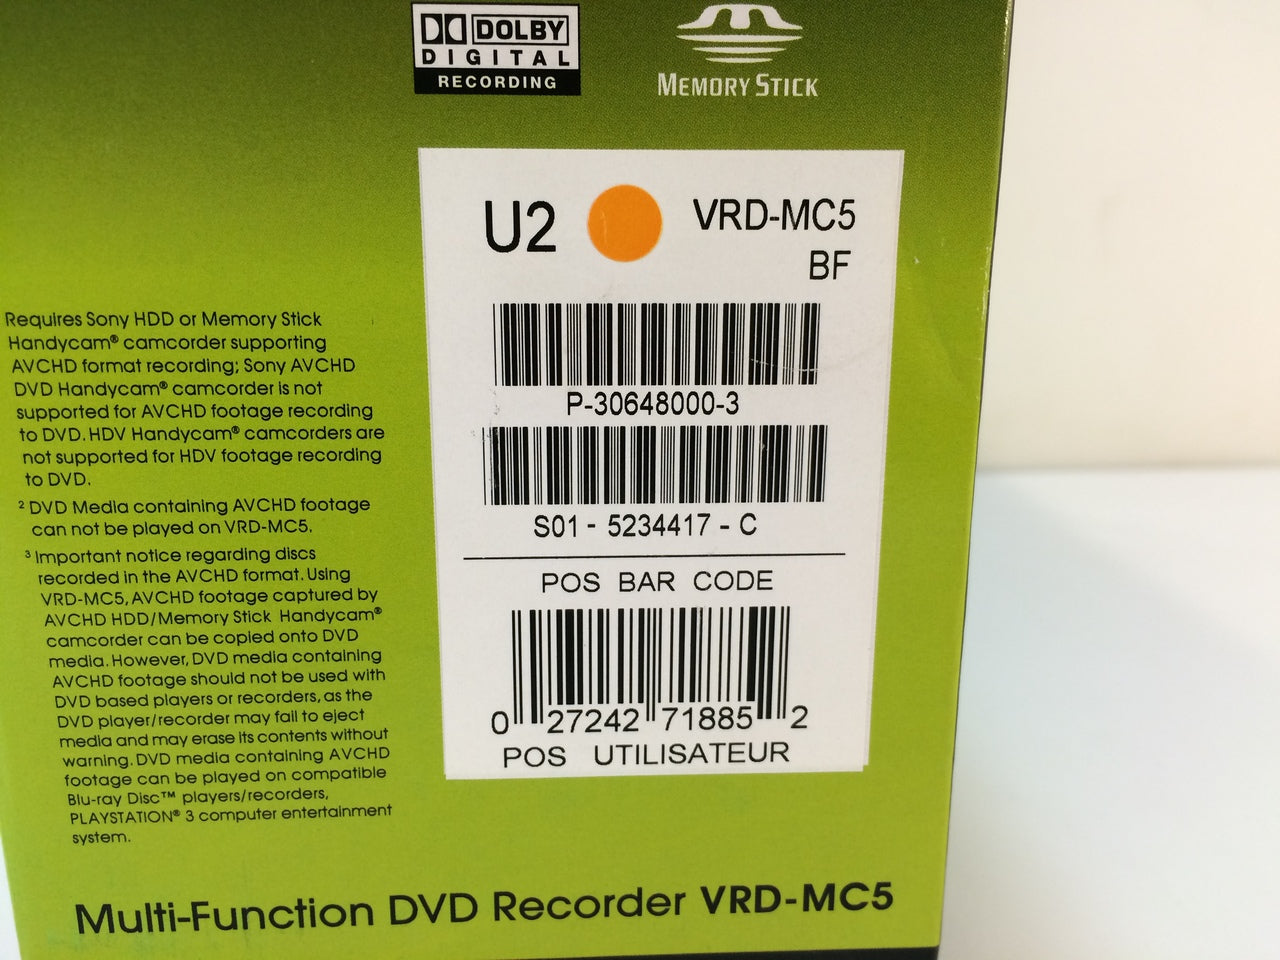 DOLBY
DIGITAL
RECORDING
MEMORY STICK
U2
VRD-MC5
BF
P-30648000-3
S01 - 5234417 - C
POS BAR CODE
0 27242 71885 2
POS UTILISATEUR
Requires Sony HDD or Memory Stick
Handycam® camcorder supporting
AVCHD format recording; Sony AVCHD
DVD Handycam® camcorder is not
supported for AVCHD footage recording
to DVD. HDV Handycam® camcorders are
not supported for HDV footage recording
to DVD.
² DVD Media containing AVCHD footage
can not be played on VRD-MC5.
³ Important notice regarding discs
recorded in the AVCHD format. Using
VRD-MC5, AVCHD footage captured by
AVCHD HDD/Memory Stick Handycam®
camcorder can be copied onto DVD
media. However, DVD media containing
AVCHD footage should not be used with
DVD based players or recorders, as the
DVD player/recorder may fail to eject
media and may erase its contents without
warning. DVD media containing AVCHD
footage can be played on compatible
Blu-ray Disc™ players/recorders,
PLAYSTATION® 3 computer entertainment
system.
Multi-Function DVD Recorder VRD-MC5